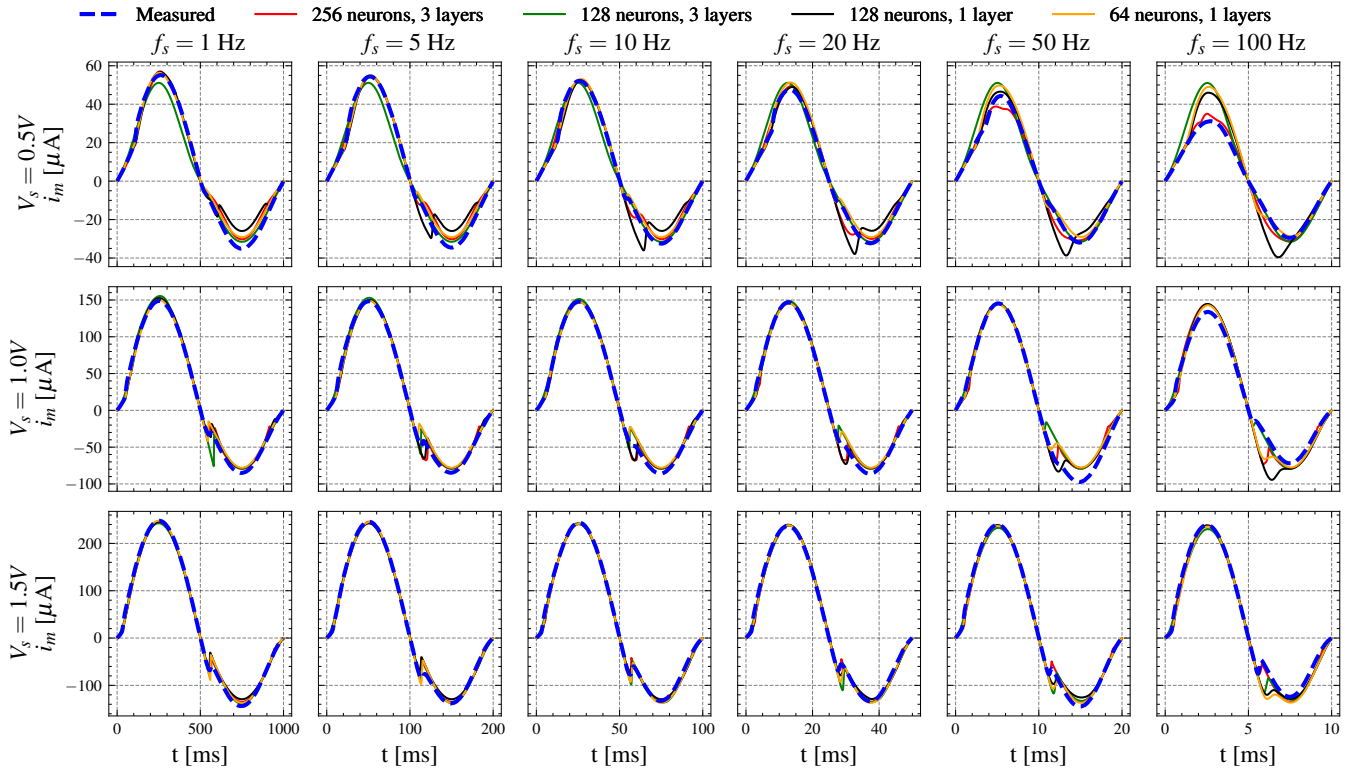 Measured 256 neurons, 3 layers 128 neurons, 3 layers 128 neurons, 1 layer 64 neurons, 1 layers
f_s = 1 Hz f_s = 5 Hz f_s = 10 Hz f_s = 20 Hz f_s = 50 Hz f_s = 100 Hz
V_s = 0.5V
i_m [μA]
60
40
20
0
−20
−40
V_s = 1.0V
i_m [μA]
150
100
50
0
−50
−100
V_s = 1.5V
i_m [μA]
200
100
0
−100
0 500 1000 0 100 200 0 50 100 0 20 40 0 10 20 0 5 10
t [ms] t [ms] t [ms] t [ms] t [ms] t [ms]